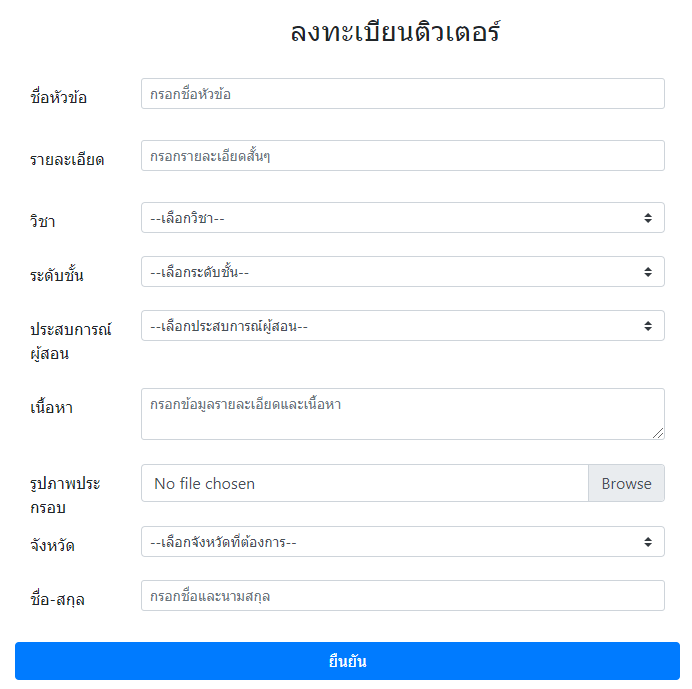 ลงทะเบียนติวเตอร์
ชื่อหัวข้อ
กรอกชื่อหัวข้อ
รายละเอียด
กรอกรายละเอียดสั้นๆ
วิชา
--เลือกวิชา--
ระดับชั้น
--เลือกระดับชั้น--
ประสบการณ์
ผู้สอน
--เลือกประสบการณ์ผู้สอน--
เนื้อหา
กรอกข้อมูลรายละเอียดและเนื้อหา
รูปภาพประ
กรอบ
No file chosen
Browse
จังหวัด
--เลือกจังหวัดที่ต้องการ--
ชื่อ-สกุล
กรอกชื่อและนามสกุล
ยืนยัน